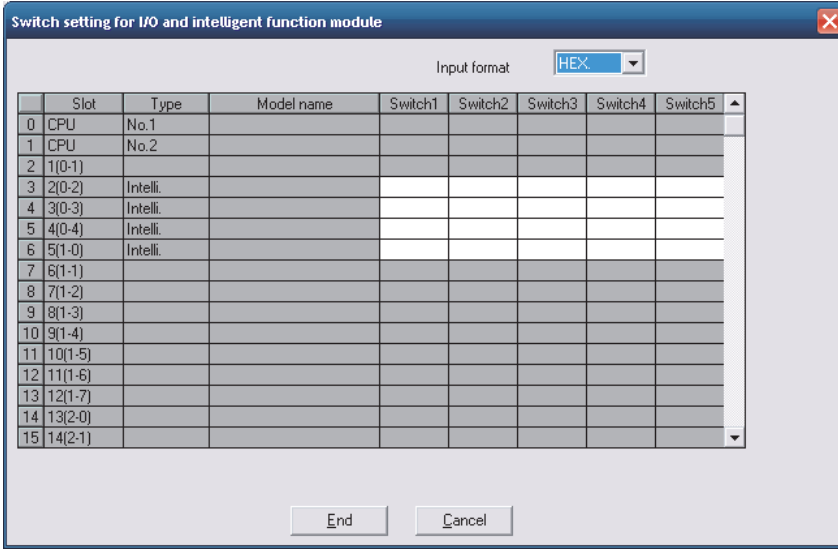 Switch setting for I/O and intelligent function module
Input format HEX.
Slot Type Model name Switch1 Switch2 Switch3 Switch4 Switch5
0 CPU No.1
1 CPU No.2
2 1(0-1)
3 2(0-2) Intelli.
4 3(0-3) Intelli.
5 4(0-4) Intelli.
6 5(1-0) Intelli.
7 6(1-1)
8 7(1-2)
9 8(1-3)
10 9(1-4)
11 10(1-5)
12 11(1-6)
13 12(1-7)
14 13(2-0)
15 14(2-1)
End Cancel